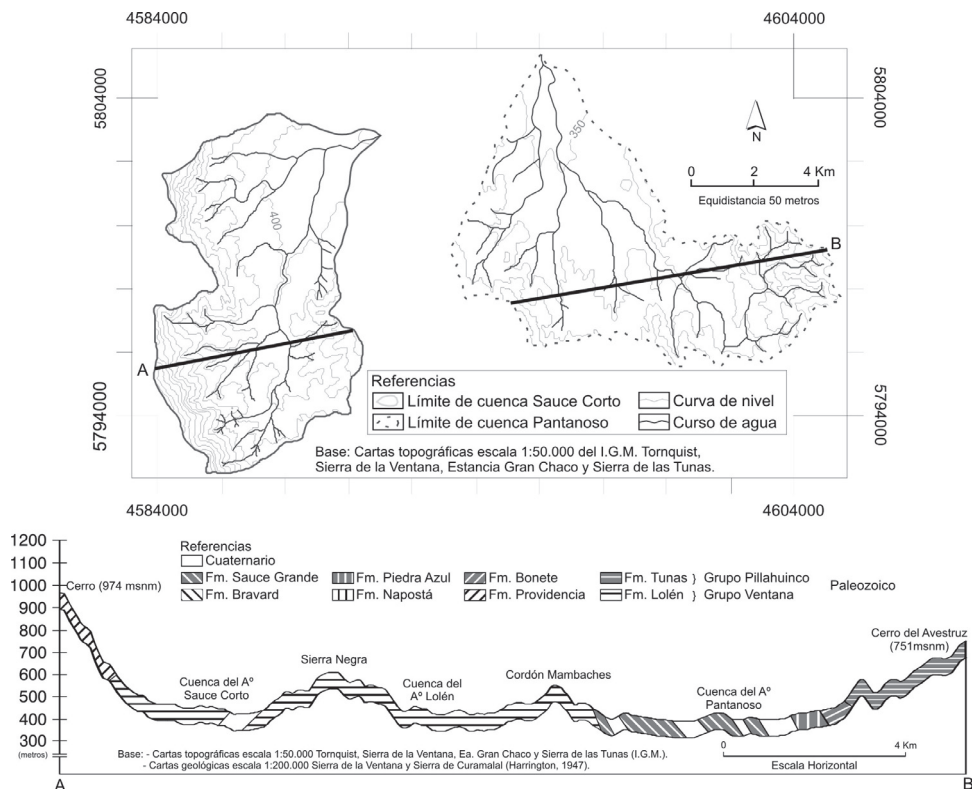 4584000 4604000
5804000 5804000
350
N
0 2 4 Km
Equidistancia 50 metros
400
B
A
5794000 5794000
Referencias
Límite de cuenca Sauce Corto Curva de nivel
Límite de cuenca Pantanoso Curso de agua
Base: Cartas topográficas escala 1:50.000 del I.G.M. Tornquist,
Sierra de la Ventana, Estancia Gran Chaco y Sierra de las Tunas.
4584000 4604000
1200
1100
1000
900
800
700
600
500
400
300
(metros)
Referencias
Cuaternario
Fm. Sauce Grande Fm. Piedra Azul Fm. Bonete Fm. Tunas } Grupo Pillahuinco
Paleozoico
Fm. Bravard Fm. Napostá Fm. Providencia Fm. Lolén } Grupo Ventana
Cerro (974 msnm)
Cerro del Avestruz
(751msnm)
Sierra Negra
Cordón Mambaches
Cuenca del Aº
Sauce Corto
Cuenca del
Aº Lolén
Cuenca del Aº
Pantanoso
Base: - Cartas topográficas escala 1:50.000 Tornquist, Sierra de la Ventana, Ea. Gran Chaco y Sierra de las Tunas (I.G.M.).
- Cartas geológicas escala 1:200.000 Sierra de la Ventana y Sierra de Curamalal (Harrington, 1947).
0 4 Km
Escala Horizontal
A B